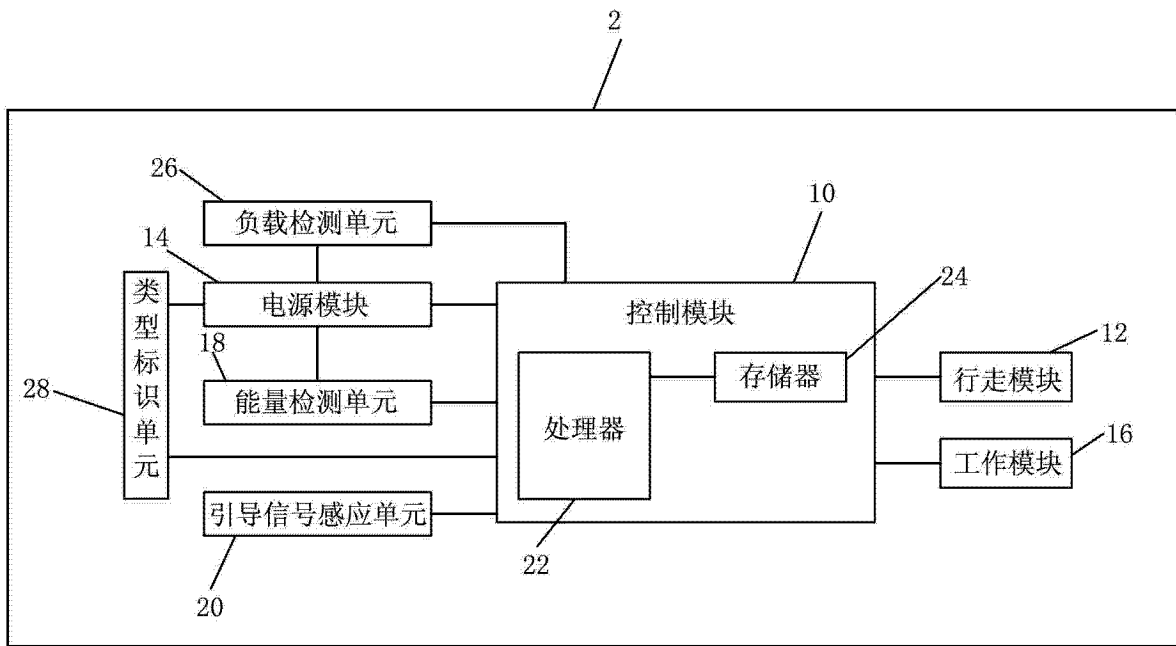 2
26
负载检测单元
10
14
电源模块
控制模块
24
类型标识单元
18
存储器
12
行走模块
能量检测单元
28
处理器
16
工作模块
引导信号感应单元
22
20